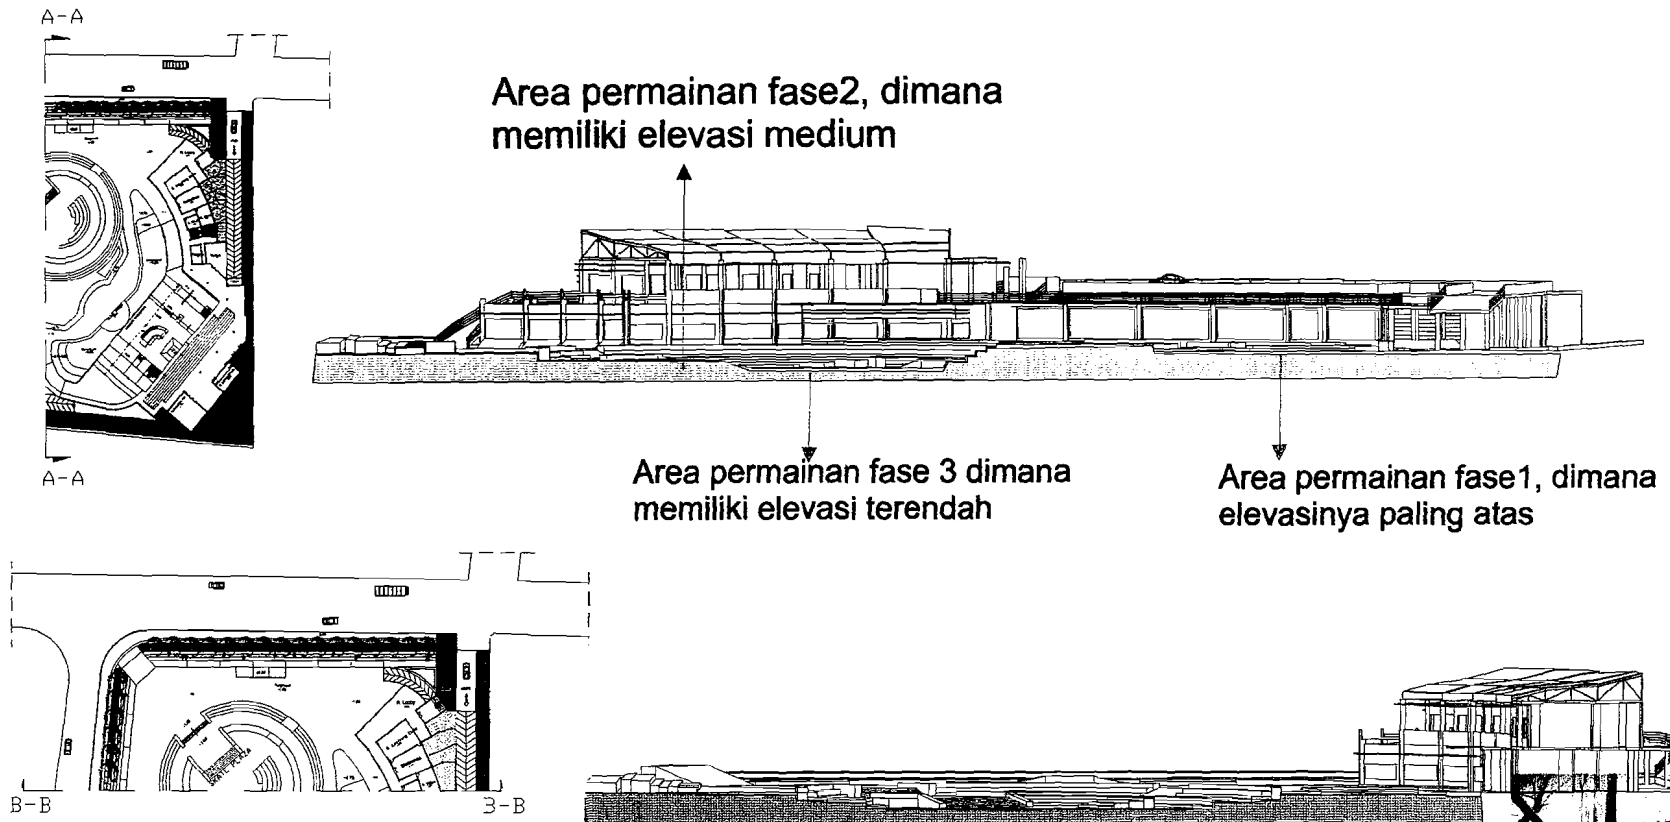 A-A
Area permainan fase2, dimana
memiliki elevasi medium
A-A
Area permainan fase 3 dimana
memiliki elevasi terendah
Area permainan fase1, dimana
elevasinya paling atas
B-B
3-B